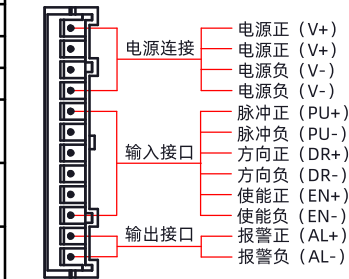 电源连接
电源正（V+）
电源正（V+）
电源负（V-）
电源负（V-）
输入接口
脉冲正（PU+）
脉冲负（PU-）
方向正（DR+）
方向负（DR-）
使能正（EN+）
使能负（EN-）
输出接口
报警正（AL+）
报警负（AL-）